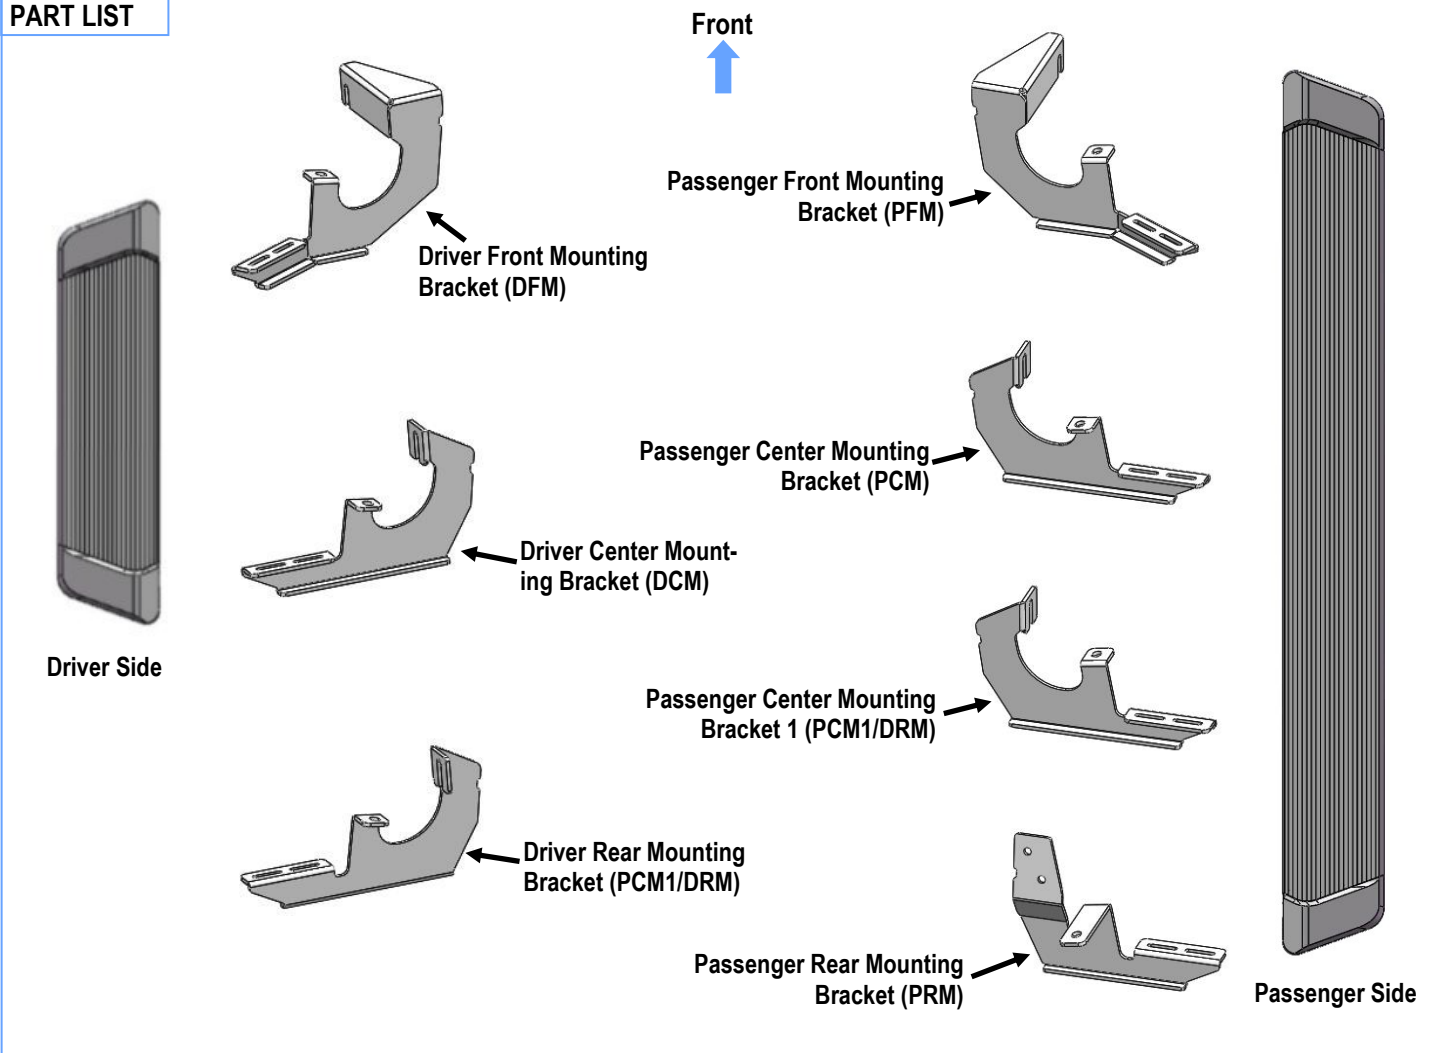 PART LIST
Front
Passenger Front Mounting
Bracket (PFM)
Driver Front Mounting
Bracket (DFM)
Passenger Center Mounting
Bracket (PCM)
Driver Center Mount-
ing Bracket (DCM)
Driver Side
Passenger Center Mounting
Bracket 1 (PCM1/DRM)
Driver Rear Mounting
Bracket (PCM1/DRM)
Passenger Rear Mounting
Bracket (PRM)
Passenger Side